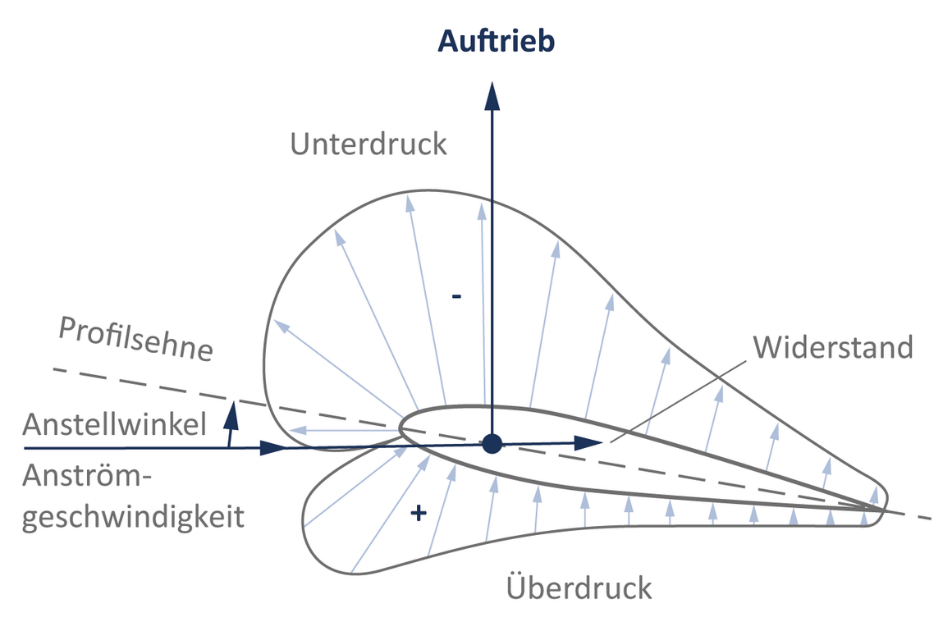 Auftrieb
Unterdruck
-
Profilsehne
Widerstand
Anstellwinkel
Anström-
geschwindigkeit
+
Überdruck